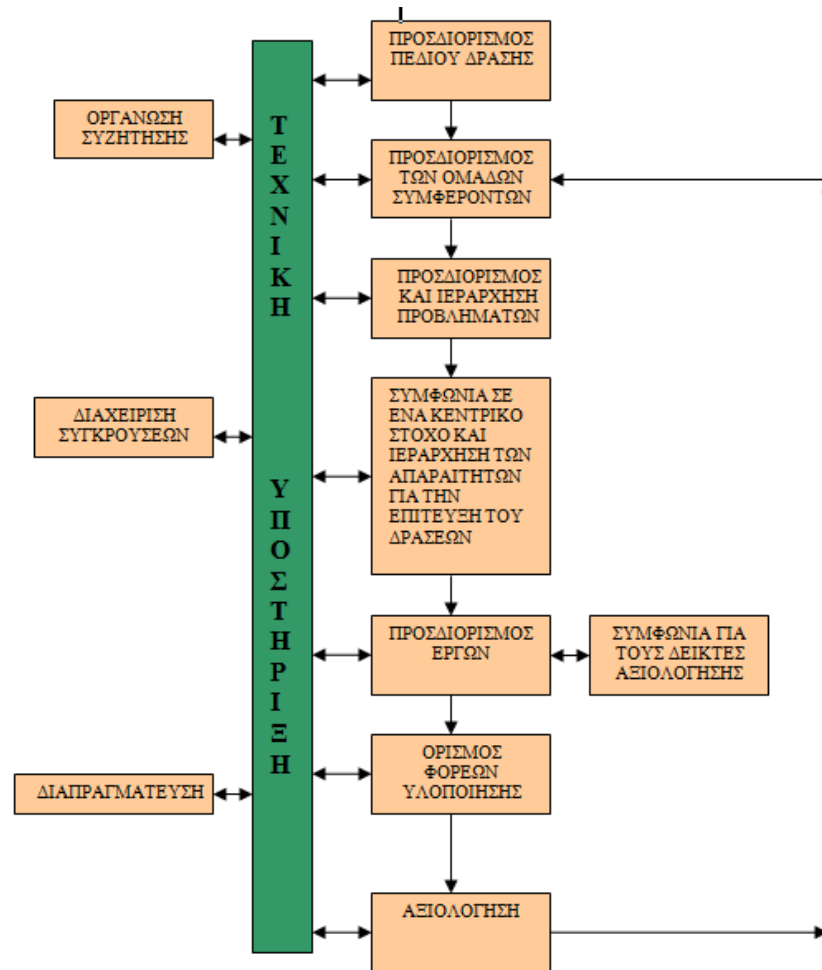 ΠΡΟΣΔΙΟΡΙΣΜΟΣ
ΠΕΔΙΟΥ ΔΡΑΣΗΣ
ΟΡΓΑΝΩΣΗ
ΣΥΖΗΤΗΣΗΣ
ΤΕΧΝΙΚΗ
ΥΠΟΣΤΗΡΙΞΗ
ΠΡΟΣΔΙΟΡΙΣΜΟΣ
ΤΩΝ ΟΜΑΔΩΝ
ΣΥΜΦΕΡΟΝΤΩΝ
ΠΡΟΣΔΙΟΡΙΣΜΟΣ
ΚΑΙ ΙΕΡΑΡΧΗΣΗ
ΠΡΟΒΛΗΜΑΤΩΝ
ΔΙΑΧΕΙΡΙΣΗ
ΣΥΓΚΡΟΥΣΕΩΝ
ΣΥΜΦΩΝΙΑ ΣΕ
ΕΝΑ ΚΕΝΤΡΙΚΟ
ΣΤΟΧΟ ΚΑΙ
ΙΕΡΑΡΧΗΣΗ ΤΩΝ
ΑΠΑΡΑΙΤΗΤΩΝ
ΓΙΑ ΤΗΝ
ΕΠΙΤΕΥΞΗ ΤΟΥ
ΔΡΑΣΕΩΝ
ΠΡΟΣΔΙΟΡΙΣΜΟΣ
ΕΡΓΩΝ
ΣΥΜΦΩΝΙΑ ΓΙΑ
ΤΟΥΣ ΔΕΙΚΤΕΣ
ΑΞΙΟΛΟΓΗΣΗΣ
ΟΡΙΣΜΟΣ
ΦΟΡΕΩΝ
ΥΛΟΠΟΙΗΣΗΣ
ΔΙΑΠΡΑΓΜΑΤΕΥΣΗ
ΑΞΙΟΛΟΓΗΣΗ